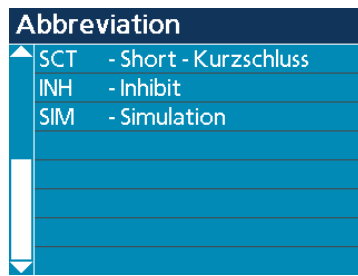 Abbreviation
SCT - Short - Kurzschluss
INH - Inhibit
SIM - Simulation